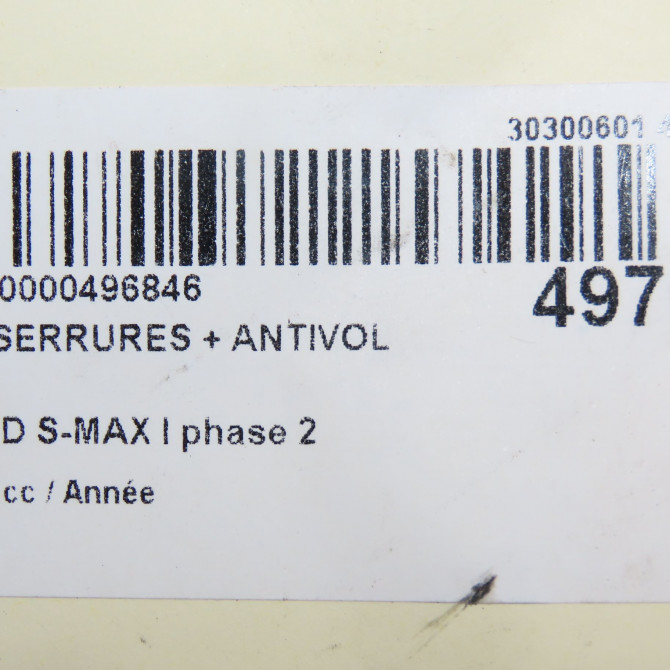 30300601
0000496846
497
SERRURES + ANTIVOL
D S-MAX I phase 2
cc / Année